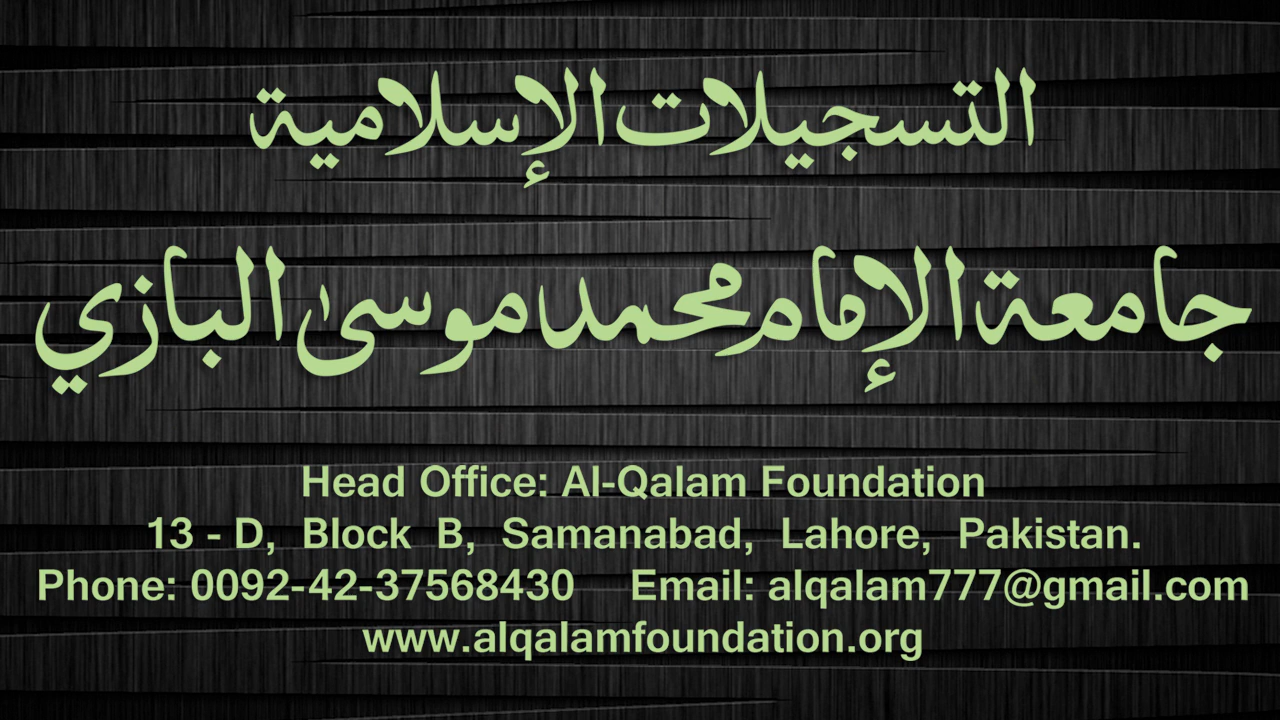 التسجيلات الإسلامية
جامعة الإمام محمد موسىٰ البازي
Head Office: Al-Qalam Foundation
13 - D, Block B, Samanabad, Lahore, Pakistan.
Phone: 0092-42-37568430 Email: alqalam777@gmail.com
www.alqalamfoundation.org